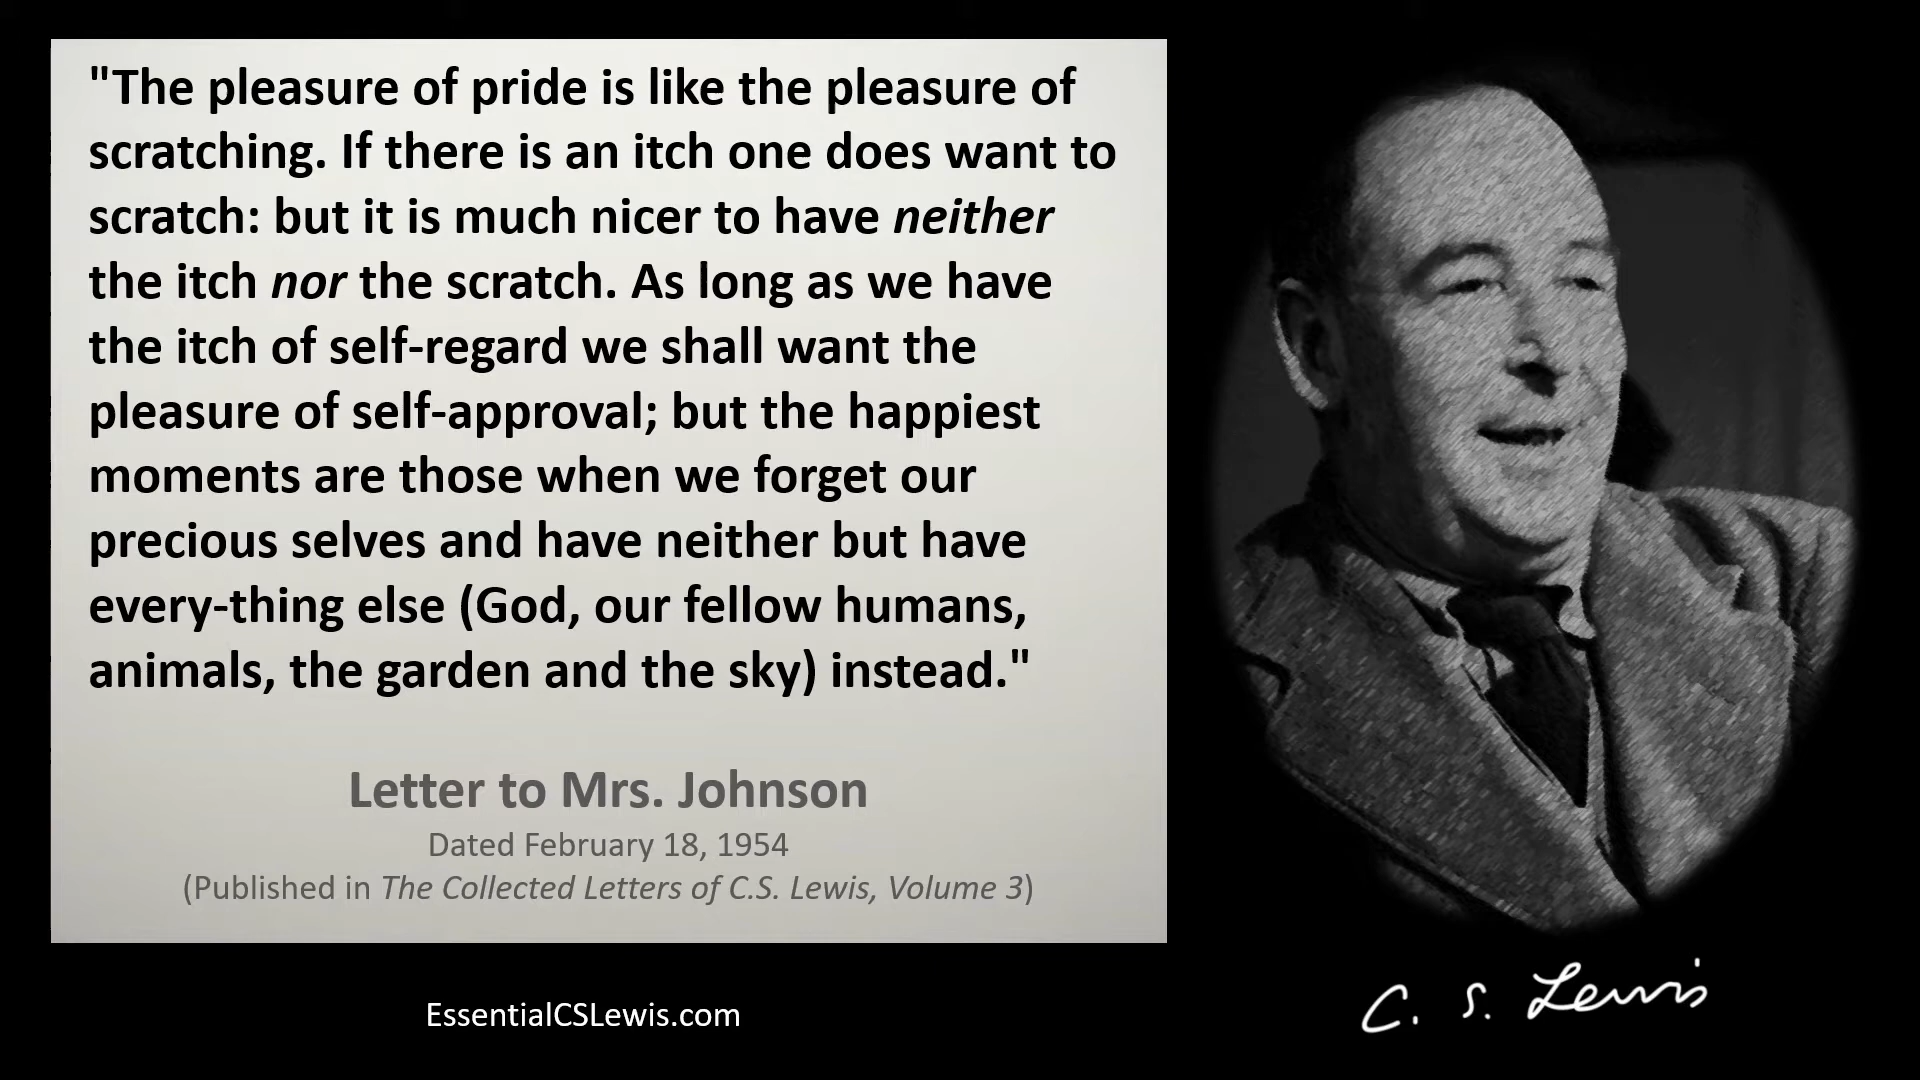 "The pleasure of pride is like the pleasure of
scratching. If there is an itch one does want to
scratch: but it is much nicer to have neither
the itch nor the scratch. As long as we have
the itch of self-regard we shall want the
pleasure of self-approval; but the happiest
moments are those when we forget our
precious selves and have neither but have
every-thing else (God, our fellow humans,
animals, the garden and the sky) instead."
Letter to Mrs. Johnson
Dated February 18, 1954
(Published in The Collected Letters of C.S. Lewis, Volume 3)
EssentialCSLewis.com
C. S. Lewis